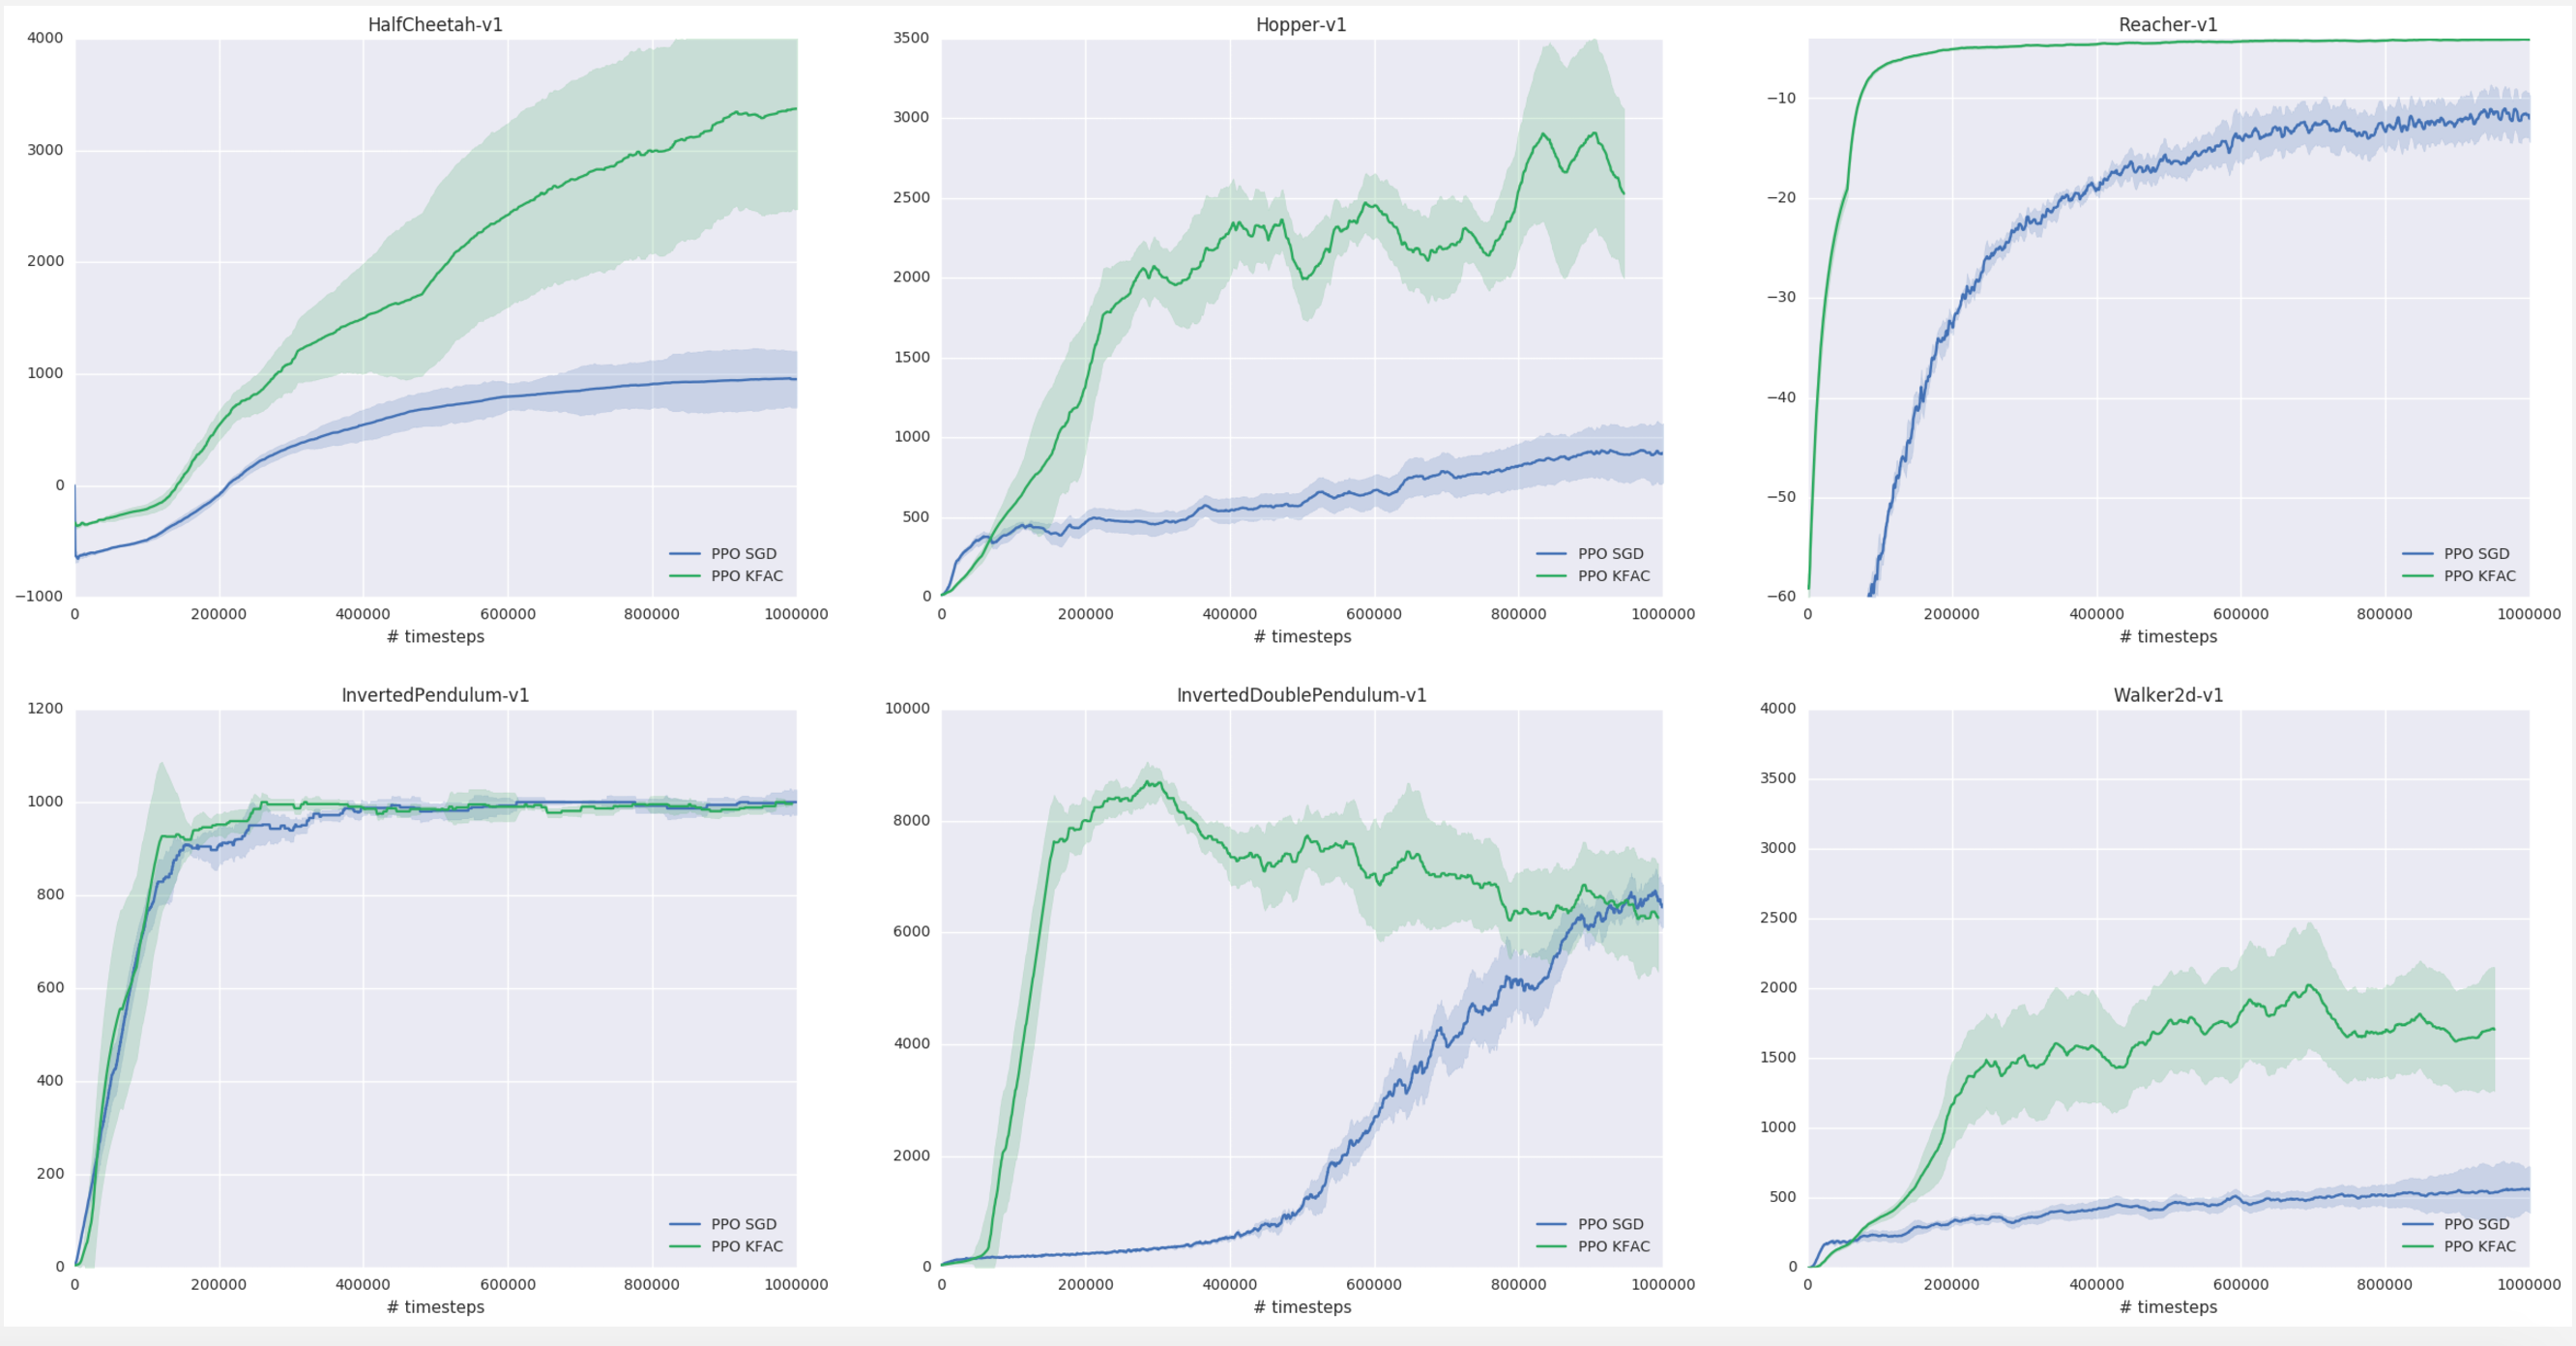 HalfCheetah-v1
4000
3000
2000
1000
0
−1000
0 200000 400000 600000 800000 1000000
# timesteps
PPO SGD
PPO KFAC
Hopper-v1
3500
3000
2500
2000
1500
1000
500
0
0 200000 400000 600000 800000 1000000
# timesteps
PPO SGD
PPO KFAC
Reacher-v1
−10
−20
−30
−40
−50
−60
0 200000 400000 600000 800000 1000000
# timesteps
PPO SGD
PPO KFAC
InvertedPendulum-v1
1200
1000
800
600
400
200
0
0 200000 400000 600000 800000 1000000
# timesteps
PPO SGD
PPO KFAC
InvertedDoublePendulum-v1
10000
8000
6000
4000
2000
0
0 200000 400000 600000 800000 1000000
# timesteps
PPO SGD
PPO KFAC
Walker2d-v1
4000
3500
3000
2500
2000
1500
1000
500
0
0 200000 400000 600000 800000 1000000
# timesteps
PPO SGD
PPO KFAC